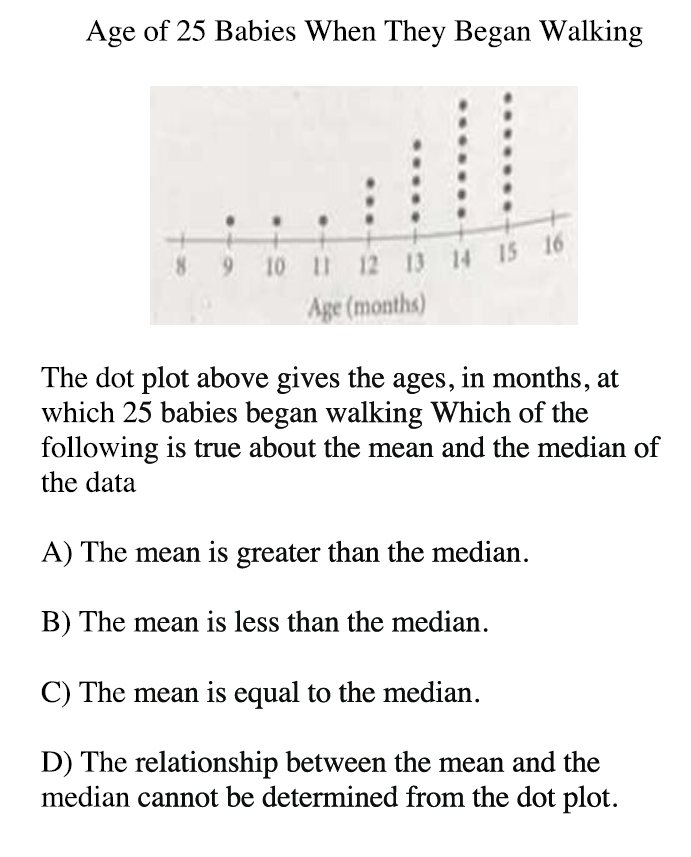 Age of 25 Babies When They Began Walking
8 9 10 11 12 13 14 15 16
Age (months)
The dot plot above gives the ages, in months, at
which 25 babies began walking Which of the
following is true about the mean and the median of
the data
A) The mean is greater than the median.
B) The mean is less than the median.
C) The mean is equal to the median.
D) The relationship between the mean and the
median cannot be determined from the dot plot.